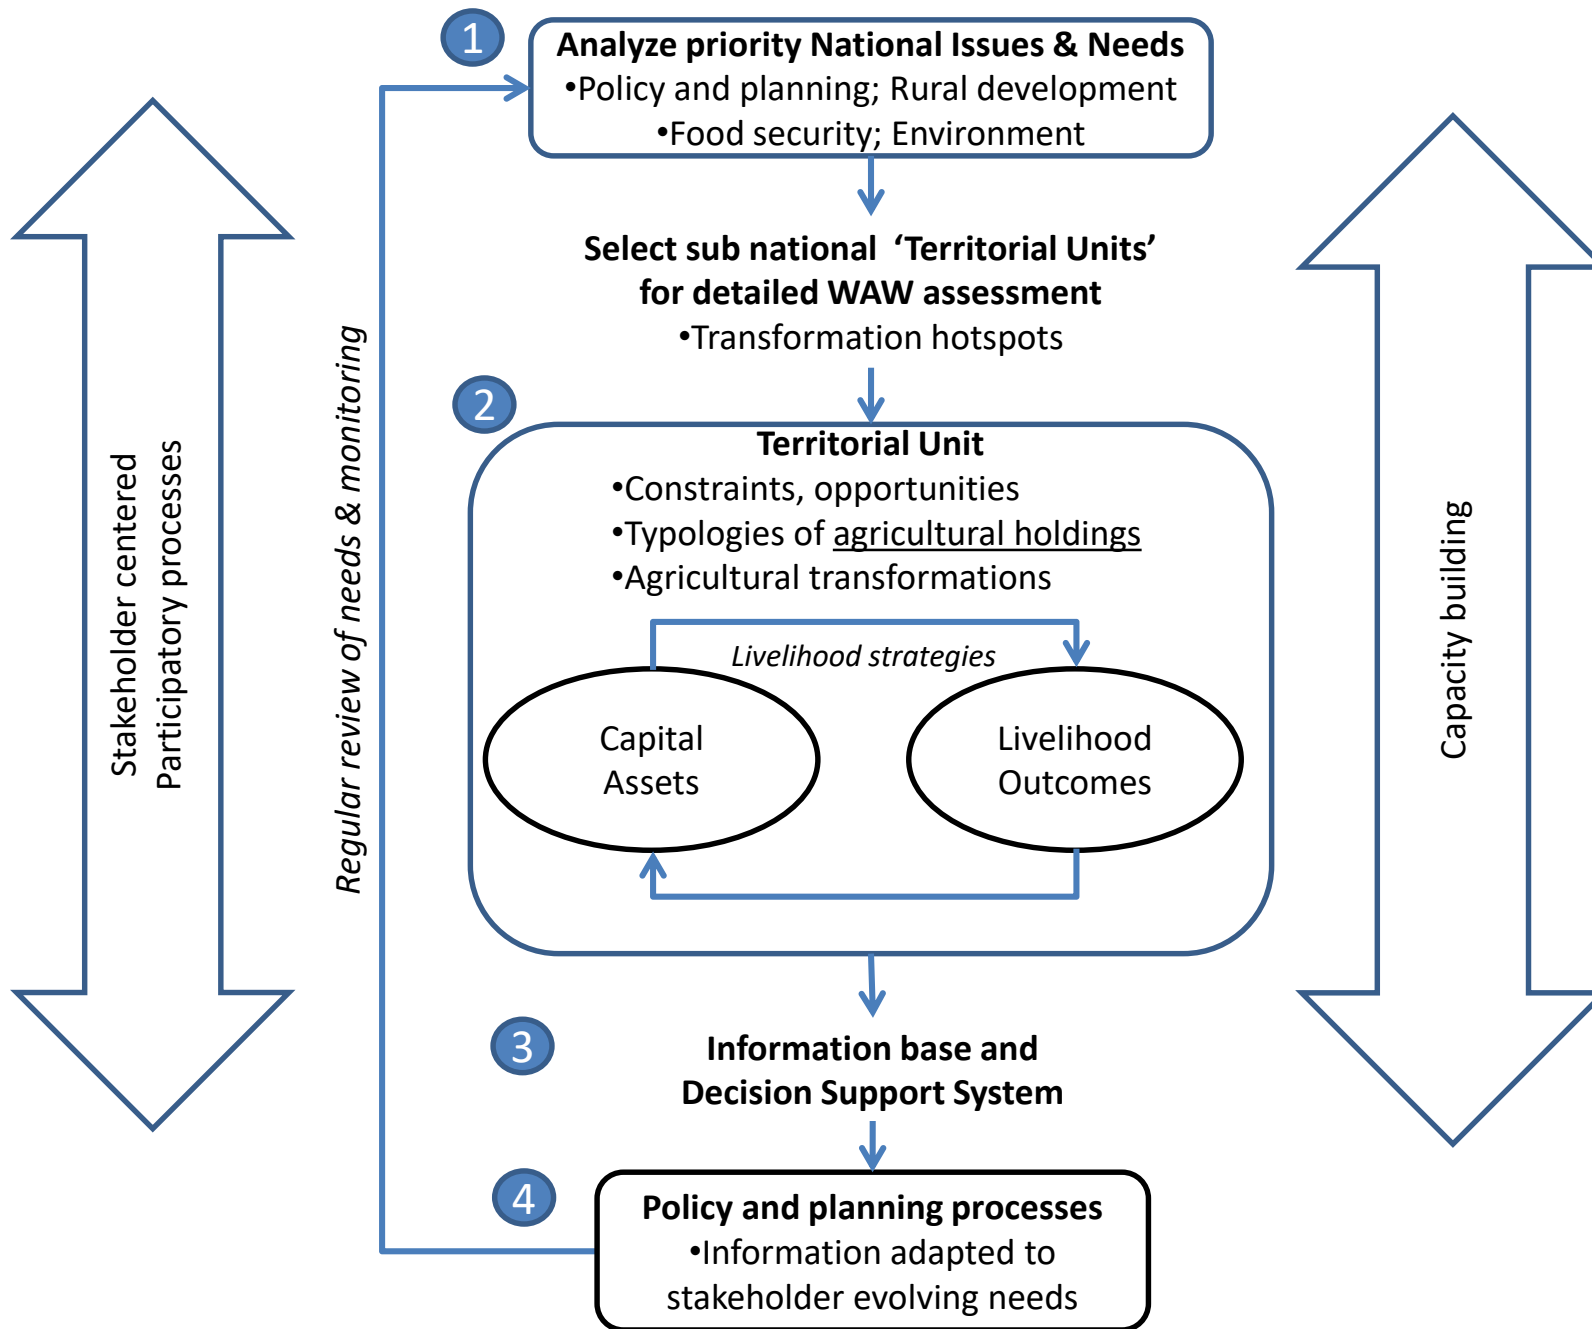 1
Analyze priority National Issues & Needs
•Policy and planning; Rural development
•Food security; Environment
Select sub national ‘Territorial Units’
for detailed WAW assessment
•Transformation hotspots
2
Territorial Unit
•Constraints, opportunities
•Typologies of agricultural holdings
•Agricultural transformations
Livelihood strategies
Capital
Assets
Livelihood
Outcomes
3
Information base and
Decision Support System
4
Policy and planning processes
•Information adapted to
stakeholder evolving needs
Stakeholder centered
Participatory processes
Regular review of needs & monitoring
Capacity building